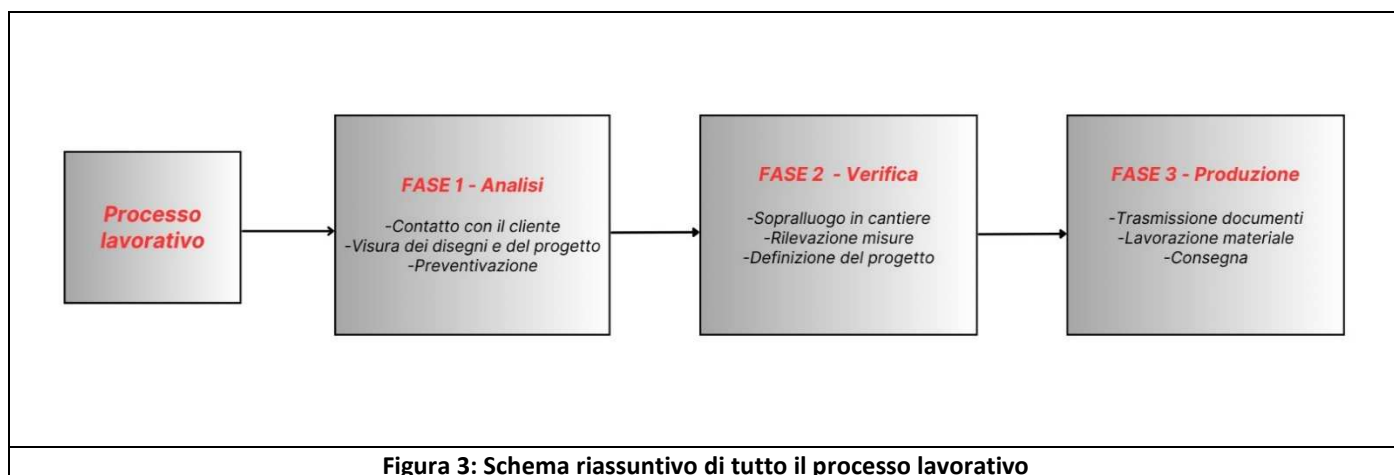 Processo
lavorativo
FASE 1 - Analisi
-Contatto con il cliente
-Visura dei disegni e del progetto
-Preventivazione
FASE 2 - Verifica
-Sopralluogo in cantiere
-Rilevazione misure
-Definizione del progetto
FASE 3 - Produzione
-Trasmissione documenti
-Lavorazione materiale
-Consegna
Figura 3: Schema riassuntivo di tutto il processo lavorativo